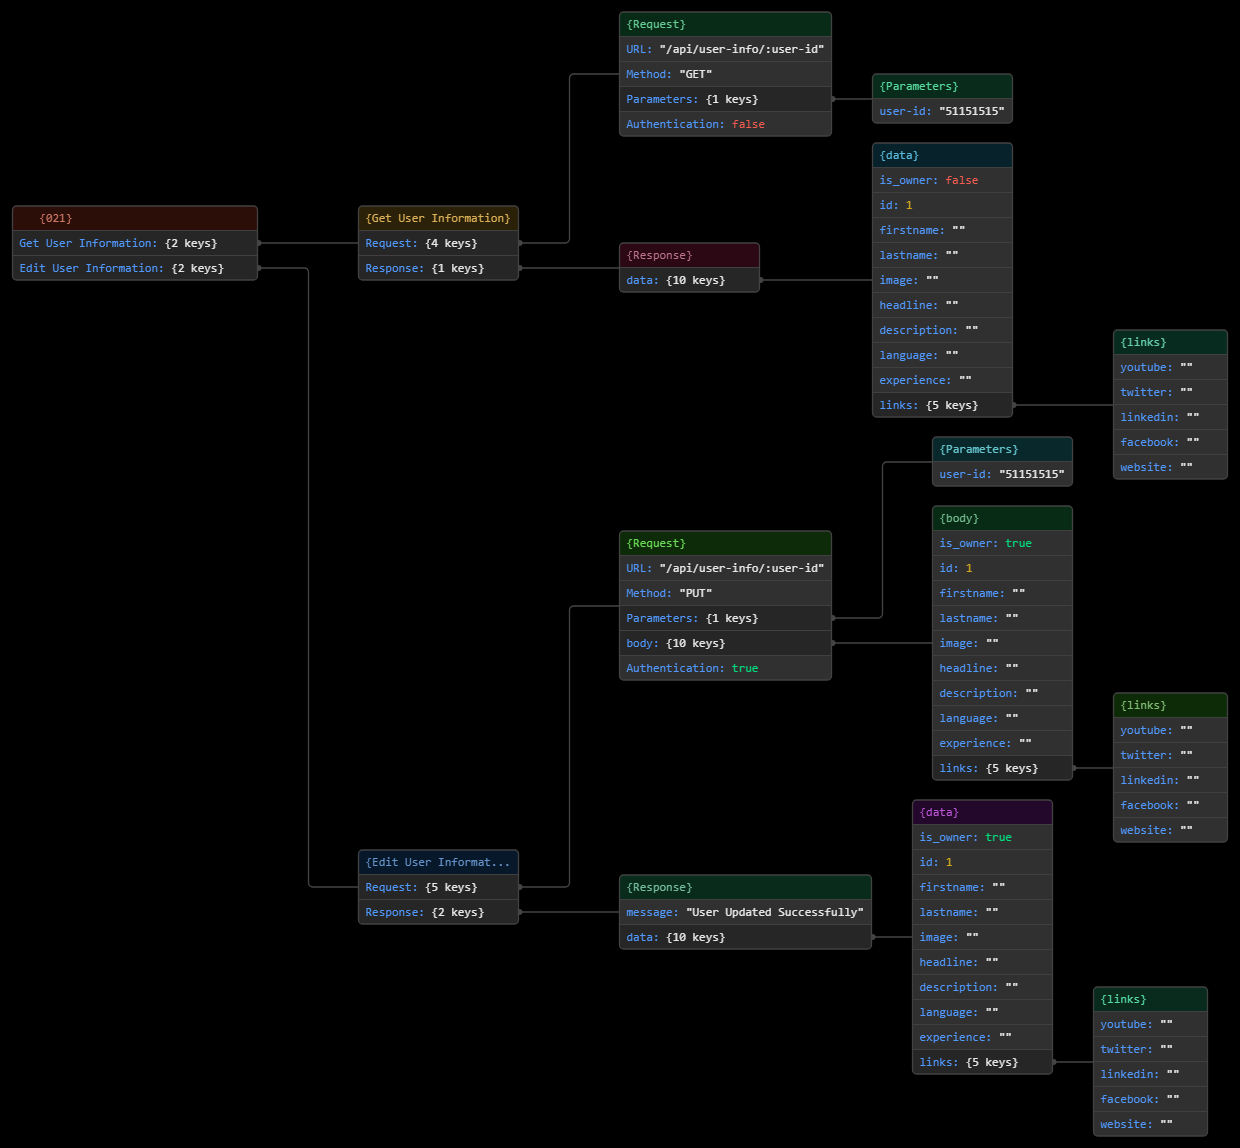 {021}
Get User Information: {2 keys}
Edit User Information: {2 keys}
{Get User Information}
Request: {4 keys}
Response: {1 keys}
{Request}
URL: "/api/user-info/:user-id"
Method: "GET"
Parameters: {1 keys}
Authentication: false
{Parameters}
user-id: "51151515"
{Response}
data: {10 keys}
{data}
is_owner: false
id: 1
firstname: ""
lastname: ""
image: ""
headline: ""
description: ""
language: ""
experience: ""
links: {5 keys}
{links}
youtube: ""
twitter: ""
linkedin: ""
facebook: ""
website: ""
{Edit User Informat...
Request: {5 keys}
Response: {2 keys}
{Request}
URL: "/api/user-info/:user-id"
Method: "PUT"
Parameters: {1 keys}
body: {10 keys}
Authentication: true
{Parameters}
user-id: "51151515"
{body}
is_owner: true
id: 1
firstname: ""
lastname: ""
image: ""
headline: ""
description: ""
language: ""
experience: ""
links: {5 keys}
{links}
youtube: ""
twitter: ""
linkedin: ""
facebook: ""
website: ""
{Response}
message: "User Updated Successfully"
data: {10 keys}
{data}
is_owner: true
id: 1
firstname: ""
lastname: ""
image: ""
headline: ""
description: ""
language: ""
experience: ""
links: {5 keys}
{links}
youtube: ""
twitter: ""
linkedin: ""
facebook: ""
website: ""